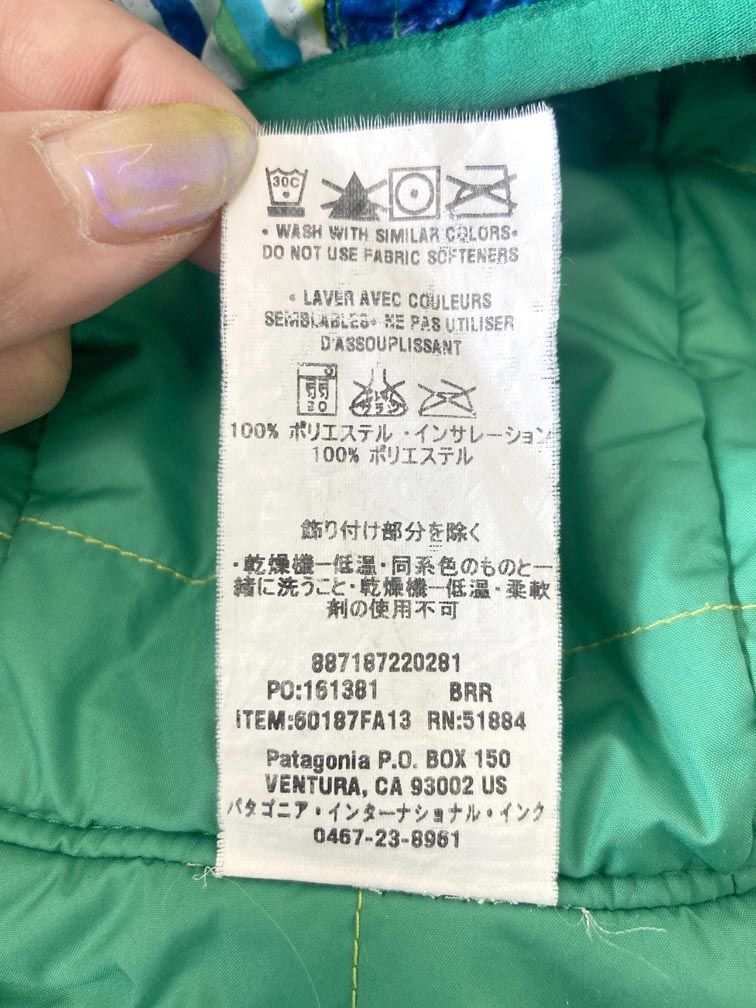 30C
• WASH WITH SIMILAR COLORS•
DO NOT USE FABRIC SOFTENERS
• LAVER AVEC COULEURS
SEMBLABLES• NE PAS UTILISER
D'ASSOUPLISSANT
30
100% ポリエステル ・インサレーション
100% ポリエステル
飾り付け部分を除く
・乾燥機一低温・同系色のものと一
緒に洗うこと・乾燥機一低温・柔軟
剤の使用不可
887187220281
PO:161381 BRR
ITEM:60187FA13 RN:51884
Patagonia P.O. BOX 150
VENTURA, CA 93002 US
パタゴニア・インターナショナル・インク
0467-23-8961